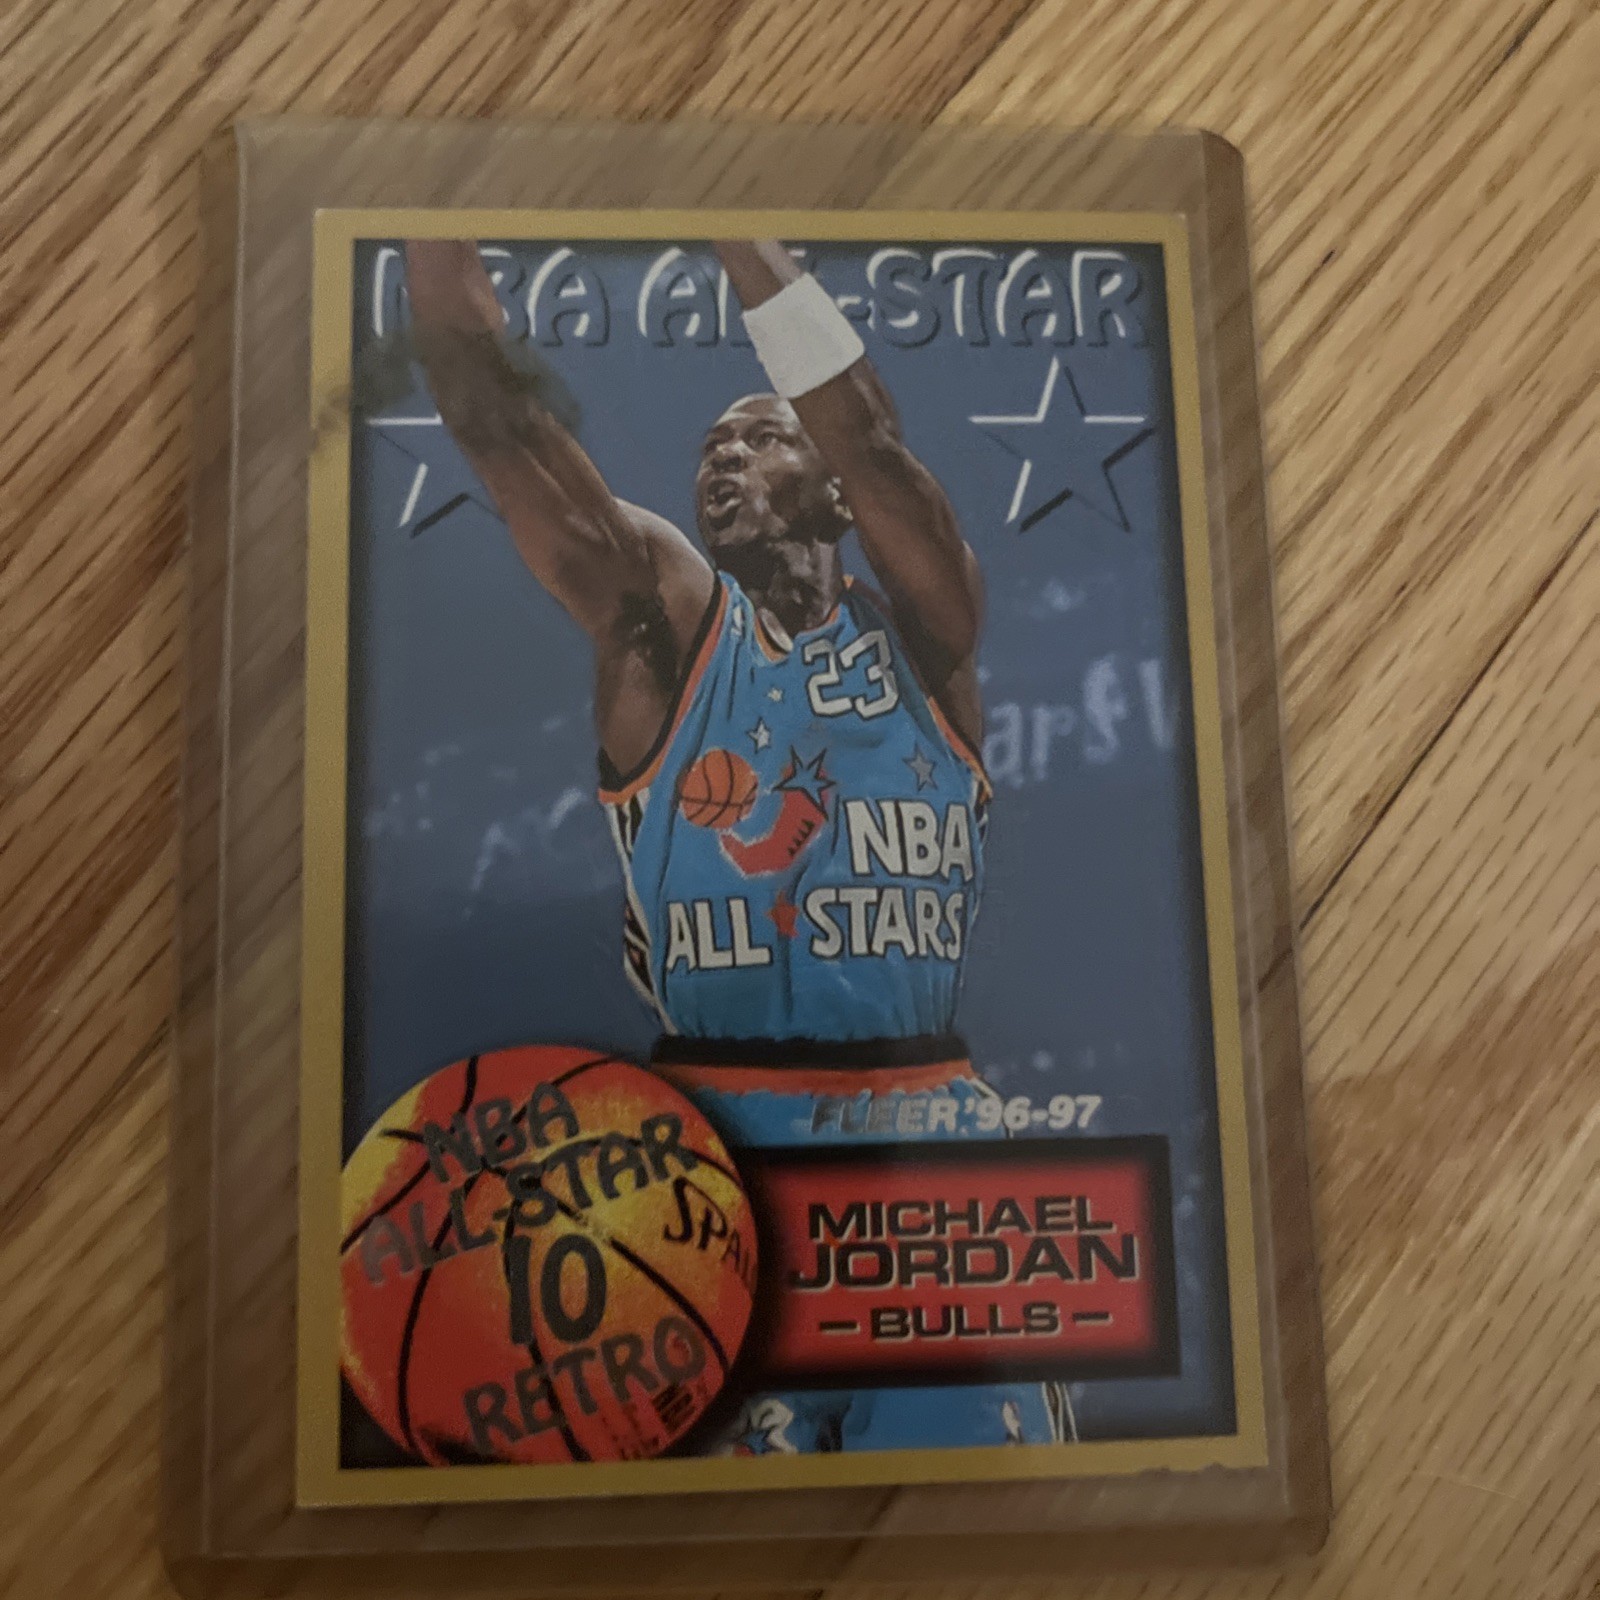 NBA ALL-STAR
23
NBA
ALL STARS
FLEER '96-97
NBA
ALL-STAR
10
RETRO
MICHAEL
JORDAN
– BULLS –